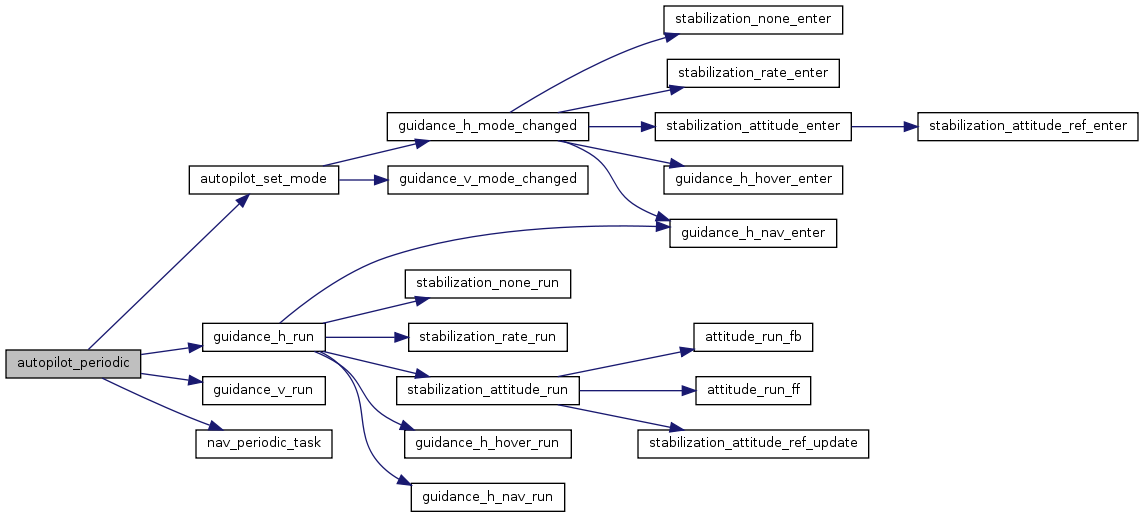 stabilization_none_enter
stabilization_rate_enter
guidance_h_mode_changed
stabilization_attitude_enter
stabilization_attitude_ref_enter
autopilot_set_mode
guidance_v_mode_changed
guidance_h_hover_enter
guidance_h_nav_enter
stabilization_none_run
guidance_h_run
stabilization_rate_run
attitude_run_fb
autopilot_periodic
guidance_v_run
stabilization_attitude_run
attitude_run_ff
nav_periodic_task
guidance_h_hover_run
stabilization_attitude_ref_update
guidance_h_nav_run